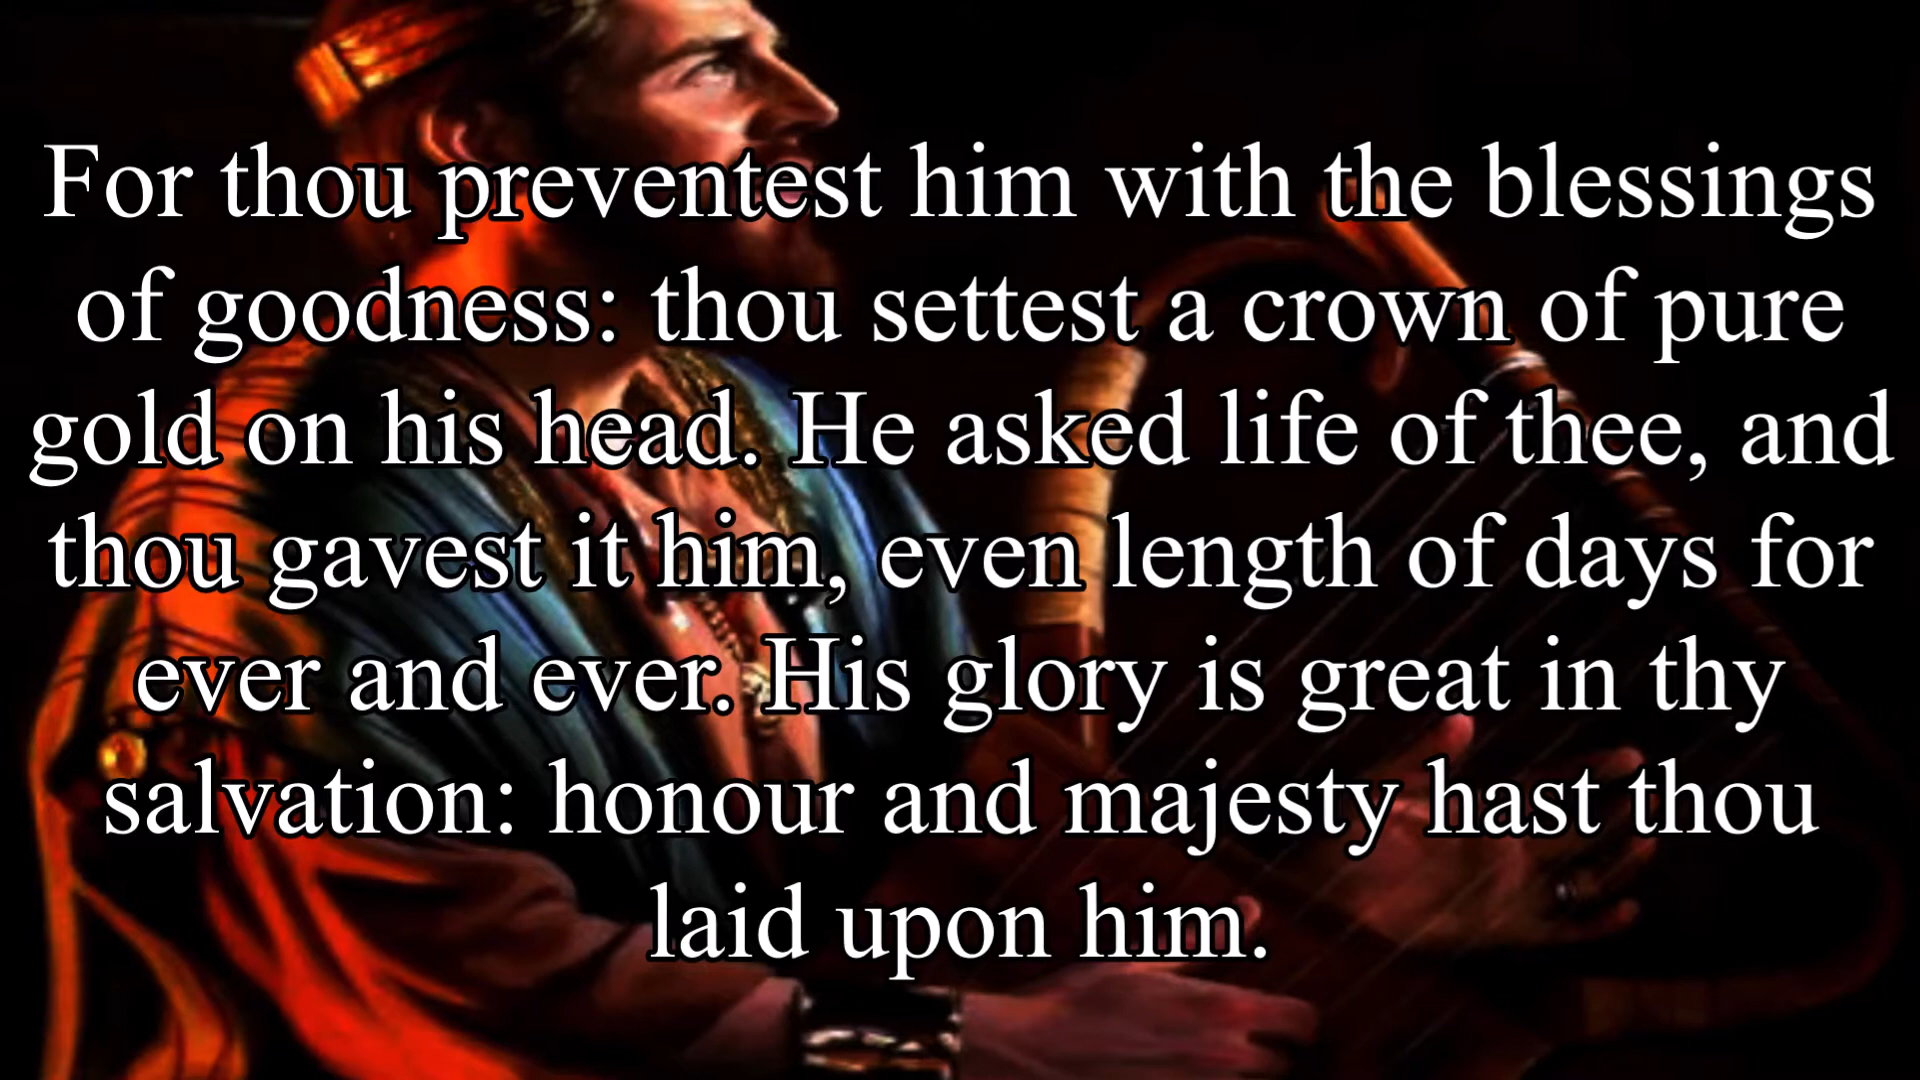 For thou preventest him with the blessings
of goodness: thou settest a crown of pure
gold on his head. He asked life of thee, and
thou gavest it him, even length of days for
ever and ever. His glory is great in thy
salvation: honour and majesty hast thou
laid upon him.